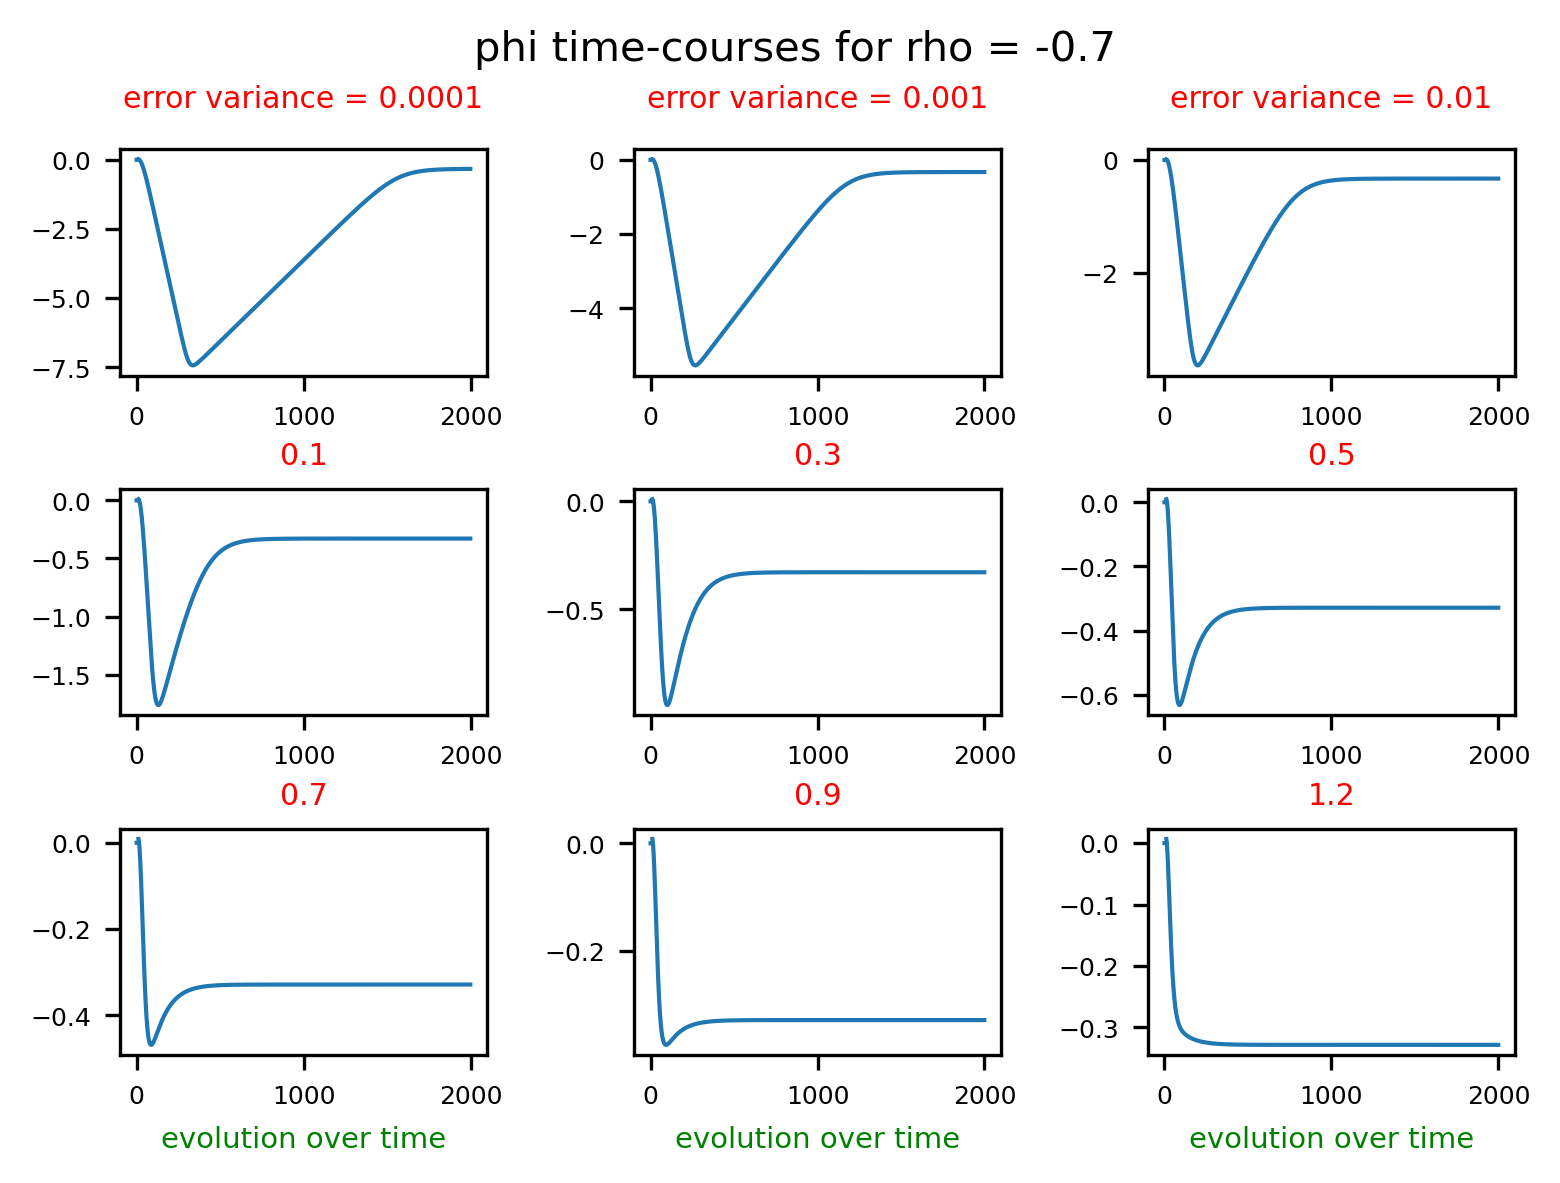 phi time-courses for rho = -0.7
error variance = 0.0001
error variance = 0.001
error variance = 0.01
0.0
−2.5
−5.0
−7.5
0 1000 2000
0
−2
−4
0 1000 2000
0
−2
0 1000 2000
0.1
0.3
0.5
0.0
−0.5
−1.0
−1.5
0 1000 2000
0.0
−0.5
0 1000 2000
0.0
−0.2
−0.4
−0.6
0 1000 2000
0.7
0.9
1.2
0.0
−0.2
−0.4
0 1000 2000
0.0
−0.2
0 1000 2000
0.0
−0.1
−0.2
−0.3
0 1000 2000
evolution over time
evolution over time
evolution over time